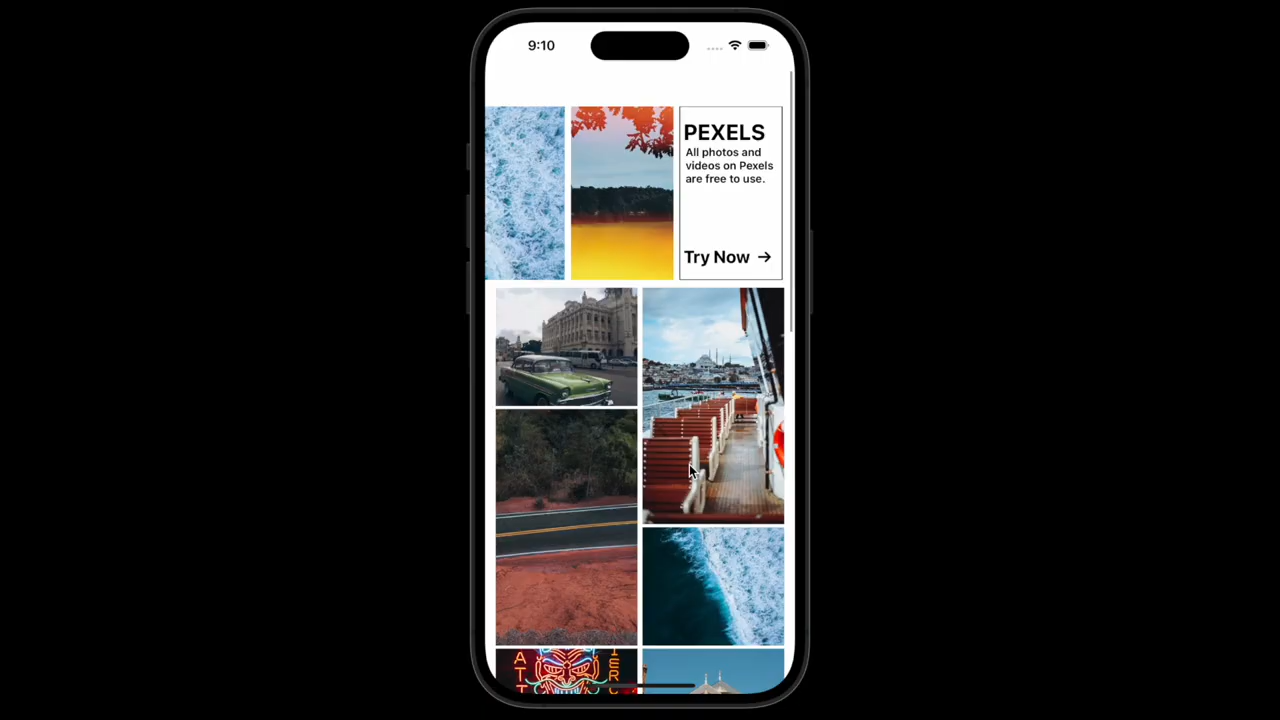 9:10
PEXELS
All photos and
videos on Pexels
are free to use.
Try Now →
A
T
T
I
E
R
C